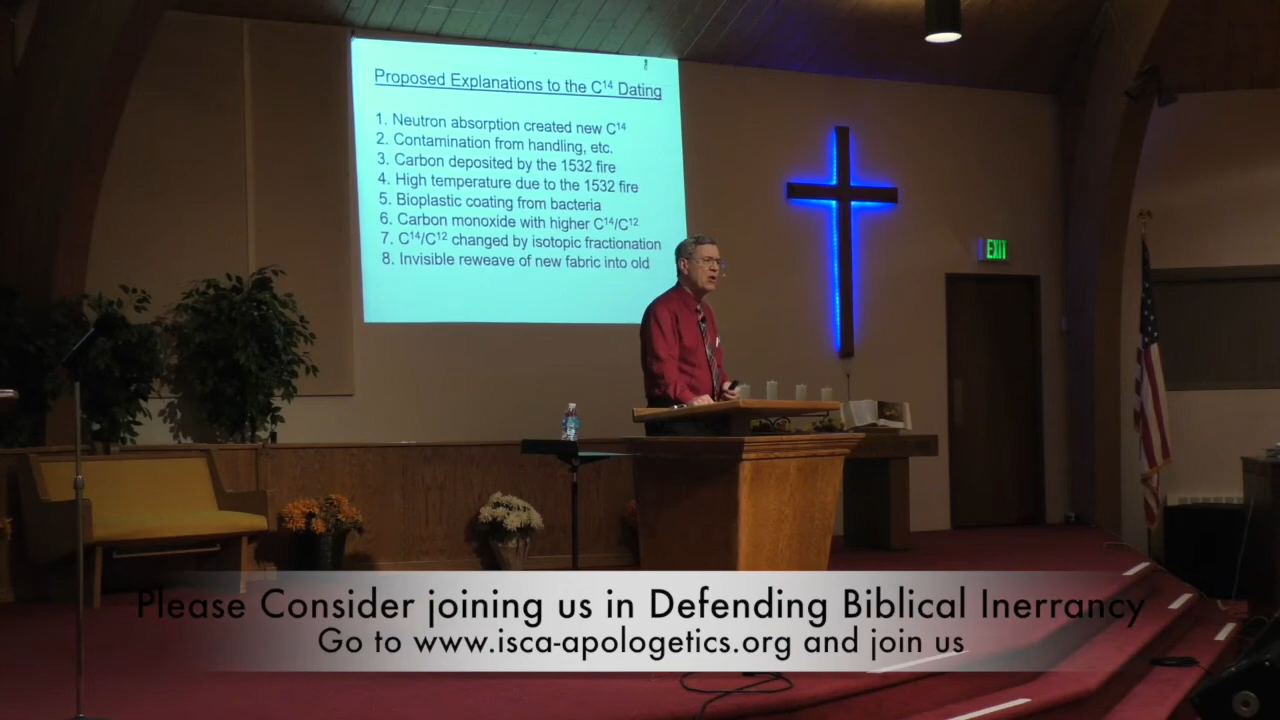 Proposed Explanations to the C¹⁴ Dating
1. Neutron absorption created new C¹⁴
2. Contamination from handling, etc.
3. Carbon deposited by the 1532 fire
4. High temperature due to the 1532 fire
5. Bioplastic coating from bacteria
6. Carbon monoxide with higher C¹⁴/C¹²
7. C¹⁴/C¹² changed by isotopic fractionation
8. Invisible reweave of new fabric into old
EXIT
Please Consider joining us in Defending Biblical Inerrancy
Go to www.isca-apologetics.org and join us